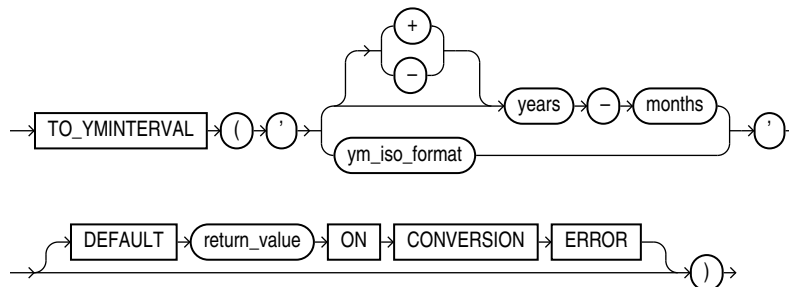 +
–
years – months
TO_YMINTERVAL ( ' '
ym_iso_format
DEFAULT return_value ON CONVERSION ERROR
)